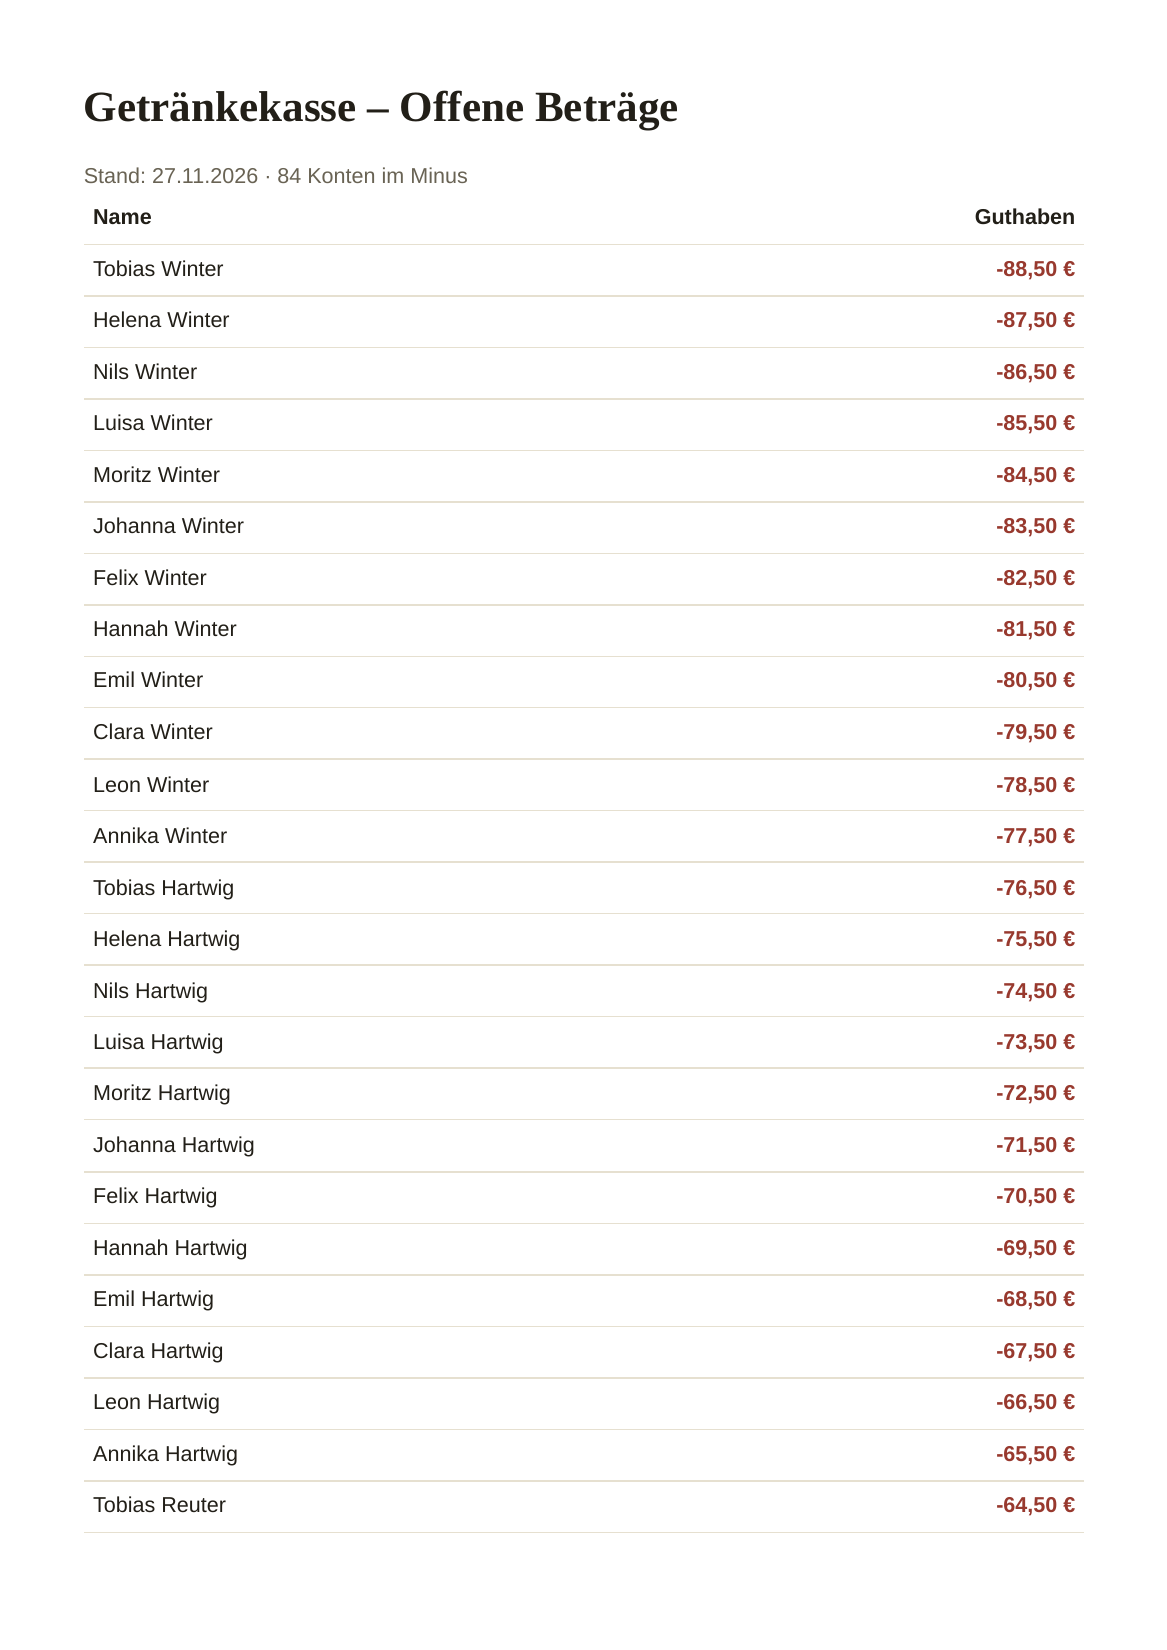 Getränkekasse – Offene Beträge
Stand: 27.11.2026 · 84 Konten im Minus
Name Guthaben
Tobias Winter -88,50 €
Helena Winter -87,50 €
Nils Winter -86,50 €
Luisa Winter -85,50 €
Moritz Winter -84,50 €
Johanna Winter -83,50 €
Felix Winter -82,50 €
Hannah Winter -81,50 €
Emil Winter -80,50 €
Clara Winter -79,50 €
Leon Winter -78,50 €
Annika Winter -77,50 €
Tobias Hartwig -76,50 €
Helena Hartwig -75,50 €
Nils Hartwig -74,50 €
Luisa Hartwig -73,50 €
Moritz Hartwig -72,50 €
Johanna Hartwig -71,50 €
Felix Hartwig -70,50 €
Hannah Hartwig -69,50 €
Emil Hartwig -68,50 €
Clara Hartwig -67,50 €
Leon Hartwig -66,50 €
Annika Hartwig -65,50 €
Tobias Reuter -64,50 €